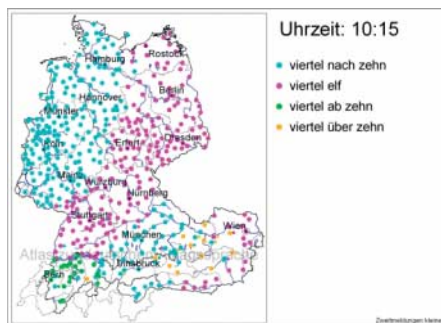 Uhrzeit: 10:15
viertel nach zehn
viertel elf
viertel ab zehn
viertel über zehn
Rostock
Hamburg
Berlin
Hannover
Münster
Köln
Erfurt
Dresden
Mainz
Würzburg
Nürnberg
Stuttgart
Wien
München
Innsbruck
Bern